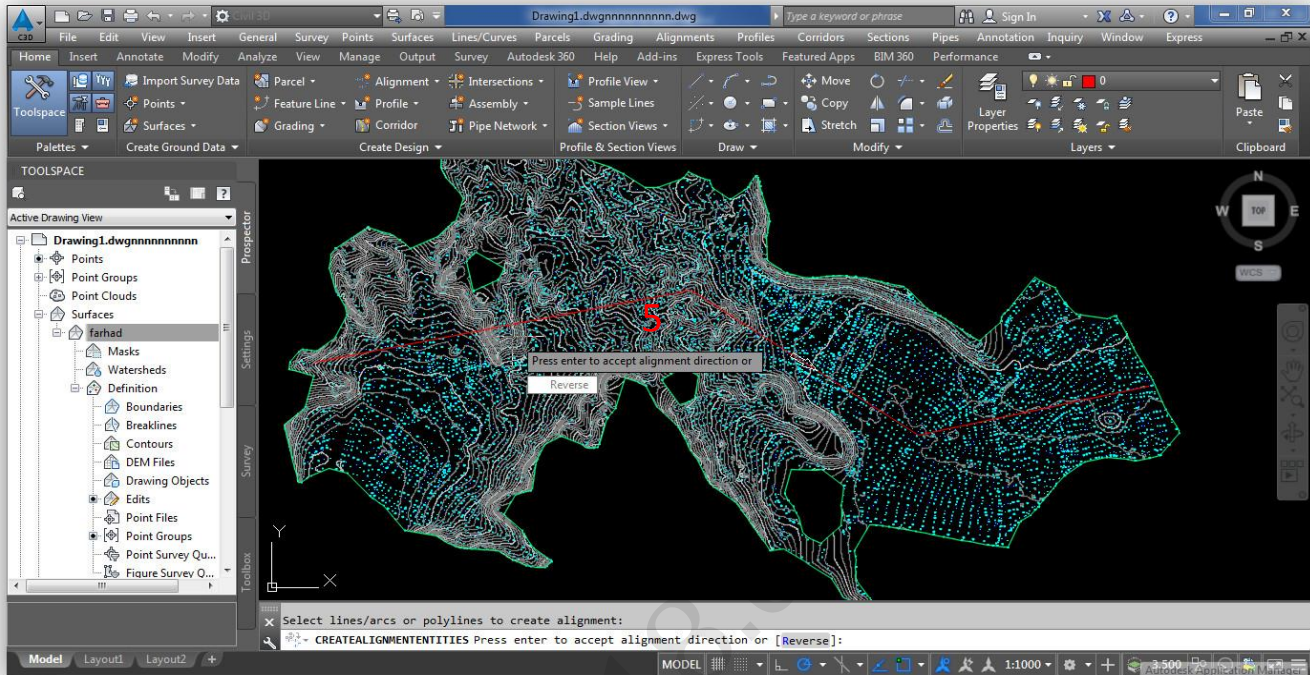 Civil 3D Drawing1.dwgnnnnnnnnnn.dwg Type a keyword or phrase Sign In
C3D
File Edit View Insert General Survey Points Surfaces Lines/Curves Parcels Grading Alignments Profiles Corridors Sections Pipes Annotation Inquiry Window Express
Home Insert Annotate Modify Analyze View Manage Output Survey Autodesk 360 Help Add-ins Express Tools Featured Apps BIM 360 Performance
Import Survey Data Parcel Alignment Intersections Profile View Move 0
Toolspace Points Feature Line Profile Assembly Sample Lines Copy Layer Properties Paste
Surfaces Grading Corridor Pipe Network Section Views Stretch
Palettes Create Ground Data Create Design Profile & Section Views Draw Modify Layers Clipboard
TOOLSPACE
Active Drawing View
Prospector
Settings
Survey
Toolbox
Drawing1.dwgnnnnnnnnnn
Points
Point Groups
Point Clouds
Surfaces
farhad
Masks
Watersheds
Definition
Boundaries
Breaklines
Contours
DEM Files
Drawing Objects
Edits
Point Files
Point Groups
Point Survey Qu...
Figure Survey Q...
N
W TOP E
S
WCS
5
Press enter to accept alignment direction or
Reverse
Y
X
Select lines/arcs or polylines to create alignment:
CREATEALIGNMENTENTITIES Press enter to accept alignment direction or [Reverse]:
Model Layout1 Layout2 + MODEL 1:1000 3.500
Autodesk Application Manager